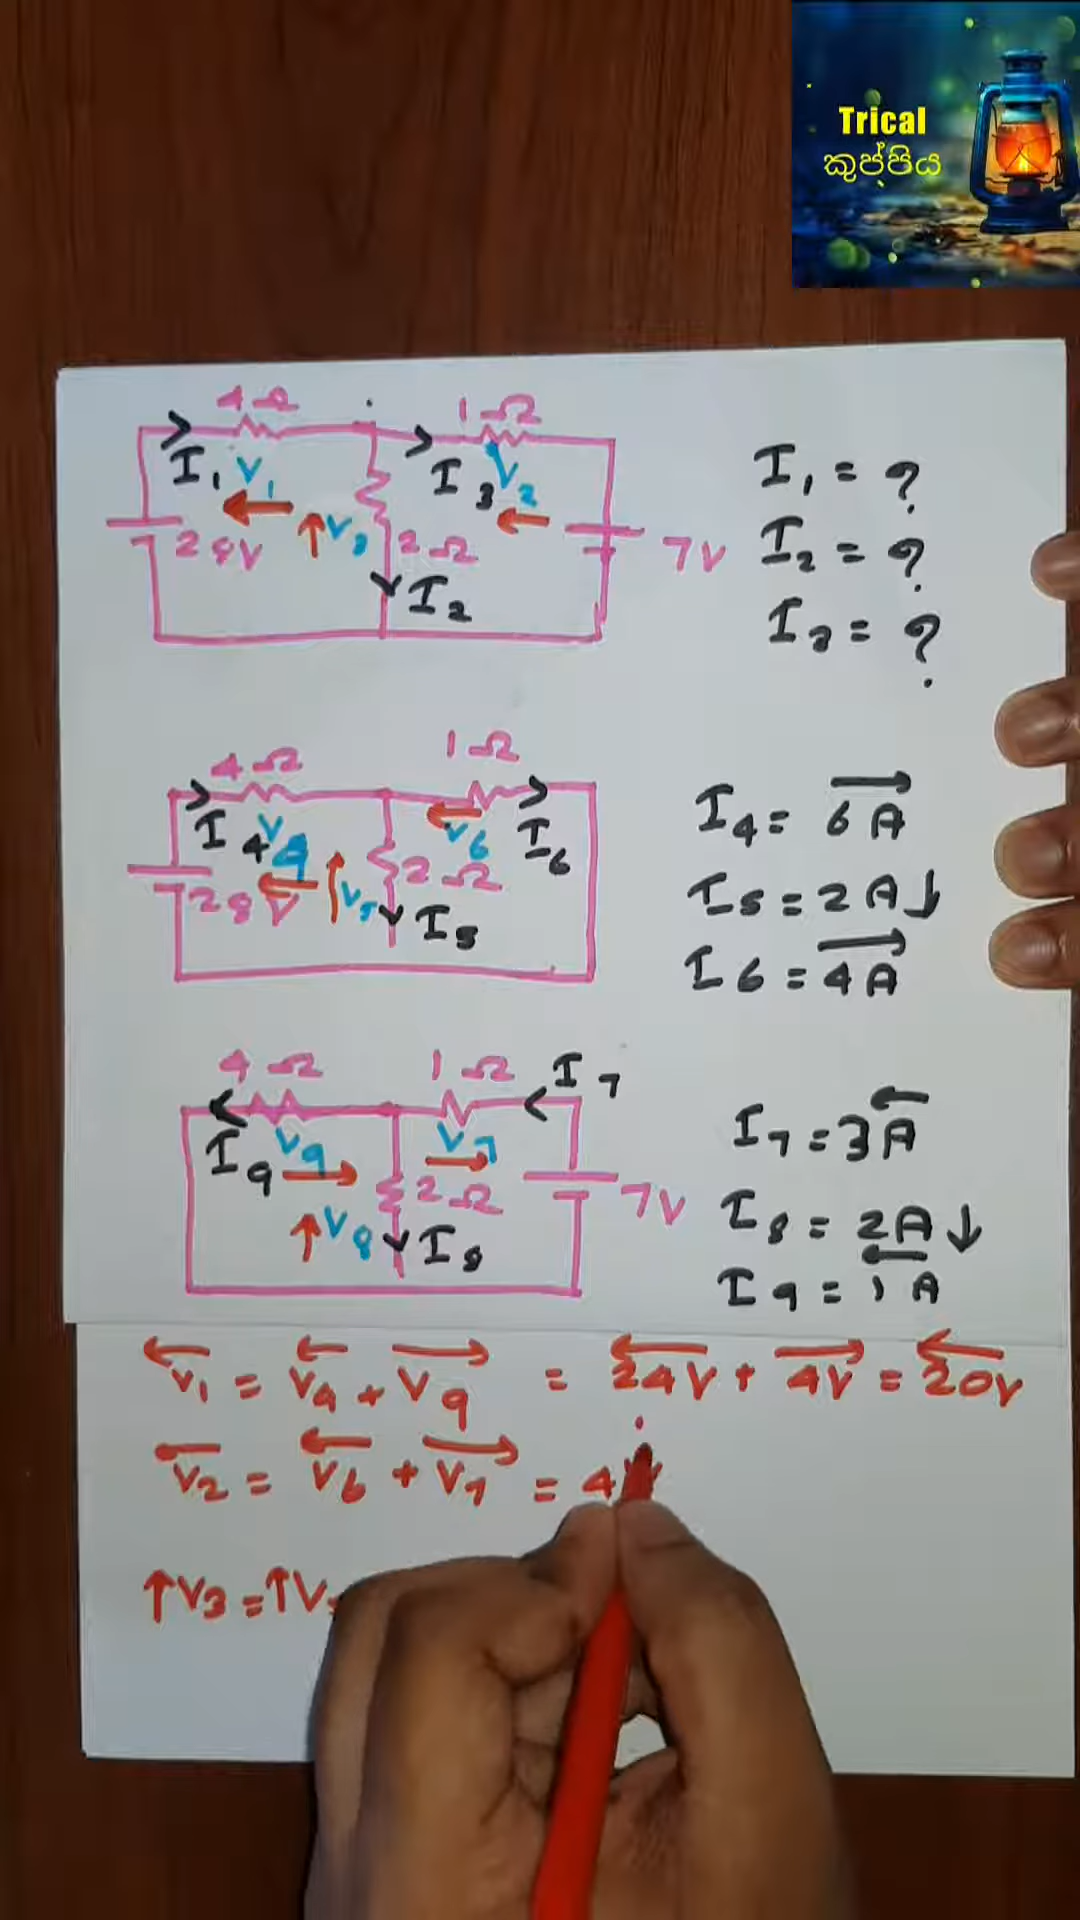 Trical
කුප්පිය
4Ω
1Ω
I₁
V₁
I₃
V₂
28V
V₃
2Ω
I₂
7V
I₁ = ?
I₂ = ?
I₃ = ?
4Ω
1Ω
I₄
V₄
V₆
I₆
28V
V₅
2Ω
I₅
I₄ = 6A
I₅ = 2A↓
I₆ = 4A
4Ω
1Ω
I₇
I₉
V₉
V₇
V₈
2Ω
I₈
7V
I₇ = 3A
I₈ = 2A↓
I₉ = 1A
V₁ = V₄ + V₉ = 24V + 4V = 20V
V₂ = V₆ + V₇ = 4V
↑V₃ = ↑V